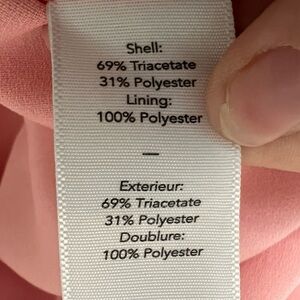 Shell:
69% Triacetate
31% Polyester
Lining:
100% Polyester
—
Exterieur:
69% Triacetate
31% Polyester
Doublure:
100% Polyester